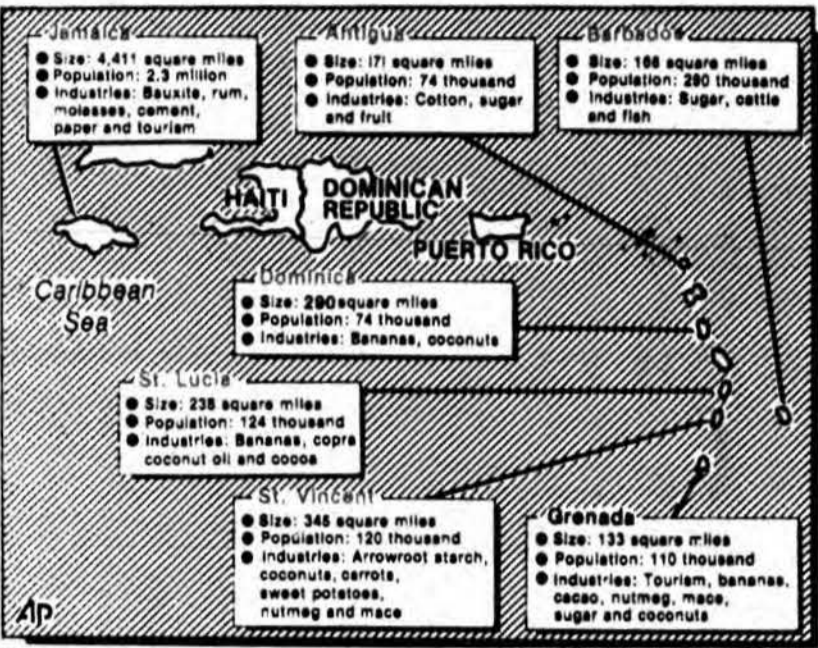 Jamaica
● Size: 4,411 square miles
● Population: 2.3 million
● Industries: Bauxite, rum,
molasses, cement,
paper and tourism
Antigua
● Size: 171 square miles
● Population: 74 thousand
● Industries: Cotton, sugar
and fruit
Barbados
● Size: 166 square miles
● Population: 290 thousand
● Industries: Sugar, cattle
and fish
HAITI
DOMINICAN
REPUBLIC
PUERTO RICO
Caribbean
Sea
Dominica
● Size: 290 square miles
● Population: 74 thousand
● Industries: Bananas, coconuts
St. Lucia
● Size: 238 square miles
● Population: 124 thousand
● Industries: Bananas, copra
coconut oil and cocoa
St. Vincent
● Size: 345 square miles
● Population: 120 thousand
● Industries: Arrowroot starch,
coconuts, carrots,
sweet potatoes,
nutmeg and mace
Grenada
● Size: 133 square miles
● Population: 110 thousand
● Industries: Tourism, bananas,
cacao, nutmeg, mace,
sugar and coconuts
AP